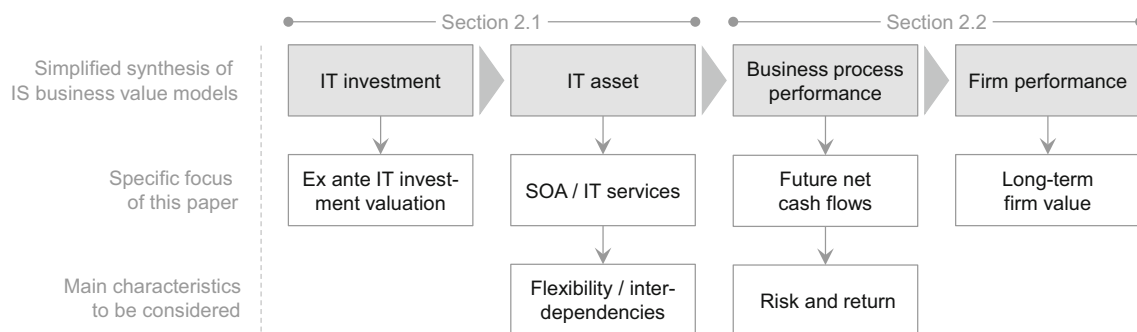 Section 2.1
Section 2.2
Simplified synthesis of
IS business value models
IT investment
IT asset
Business process
performance
Firm performance
Specific focus
of this paper
Ex ante IT invest-
ment valuation
SOA / IT services
Future net
cash flows
Long-term
firm value
Main characteristics
to be considered
Flexibility / inter-
dependencies
Risk and return